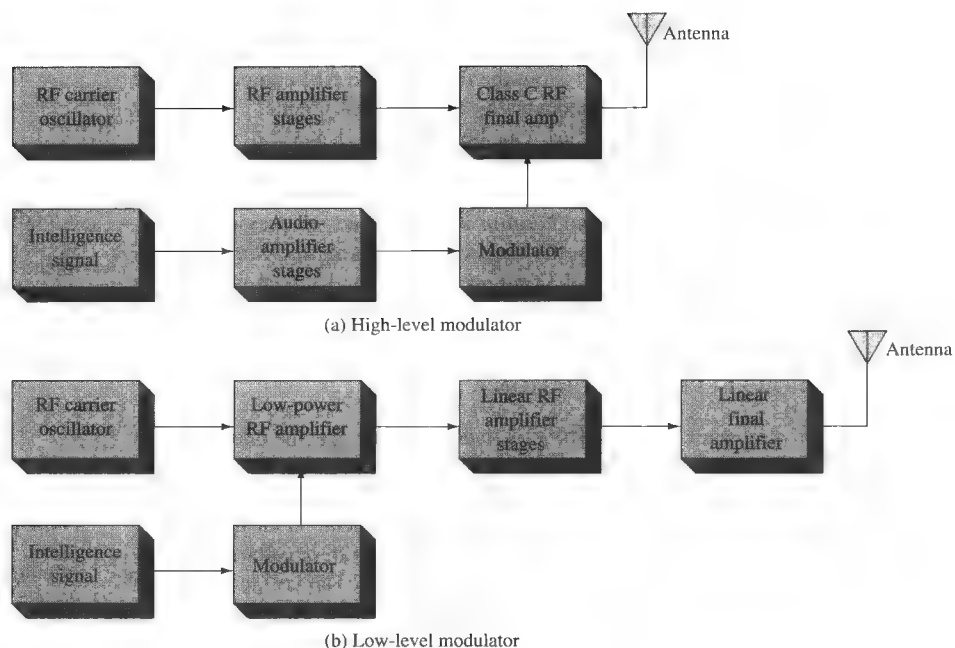 Antenna
RF carrier
oscillator
RF amplifier
stages
Class C RF
final amp
Intelligence
signal
Audio-
amplifier
stages
Modulator
(a) High-level modulator
Antenna
RF carrier
oscillator
Low-power
RF amplifier
Linear RF
amplifier
stages
Linear
final
amplifier
Intelligence
signal
Modulator
(b) Low-level modulator